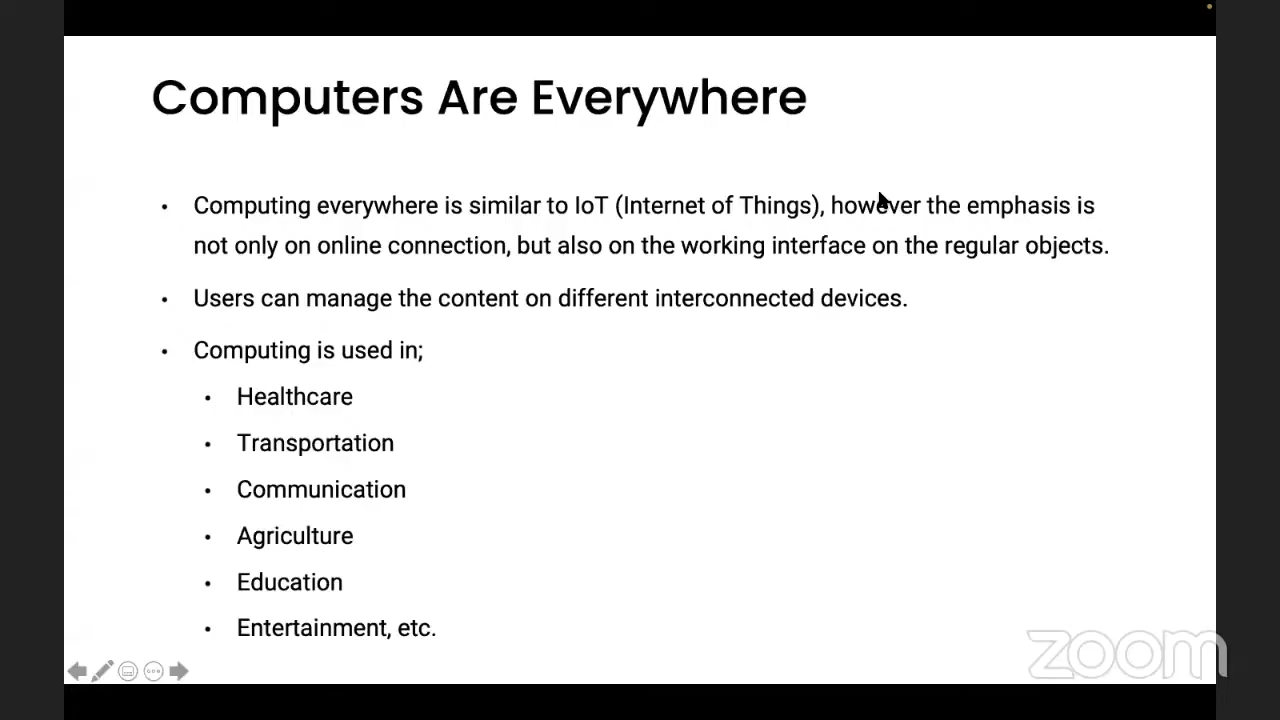 Computers Are Everywhere
• Computing everywhere is similar to IoT (Internet of Things), however the emphasis is
not only on online connection, but also on the working interface on the regular objects.
• Users can manage the content on different interconnected devices.
• Computing is used in;
• Healthcare
• Transportation
• Communication
• Agriculture
• Education
• Entertainment, etc.
zoom